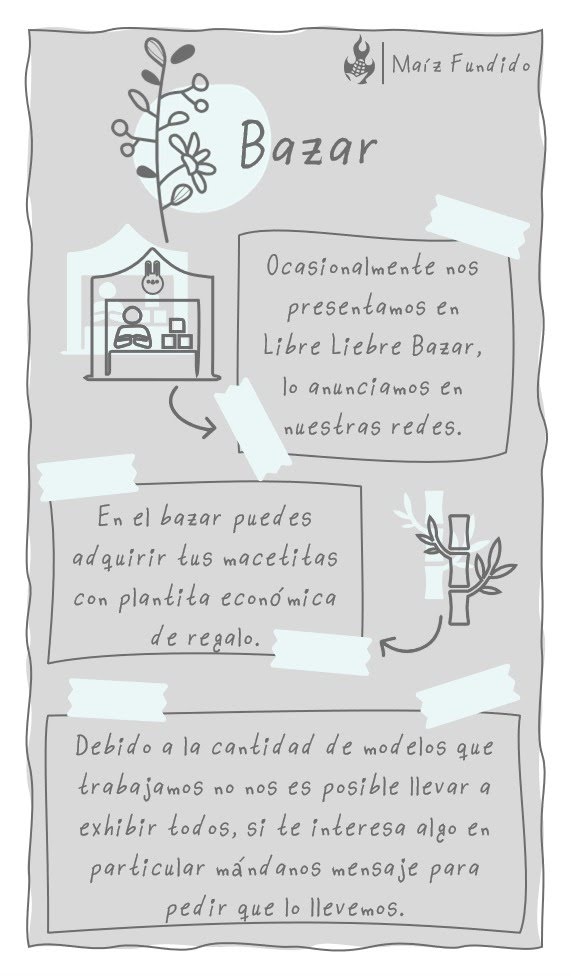 Maíz Fundido
Bazar
Ocasionalmente nos
presentamos en
Libre Liebre Bazar,
lo anunciamos en
nuestras redes.
En el bazar puedes
adquirir tus macetitas
con plantita económica
de regalo.
Debido a la cantidad de modelos que
trabajamos no nos es posible llevar a
exhibir todos, si te interesa algo en
particular mándanos mensaje para
pedir que lo llevemos.